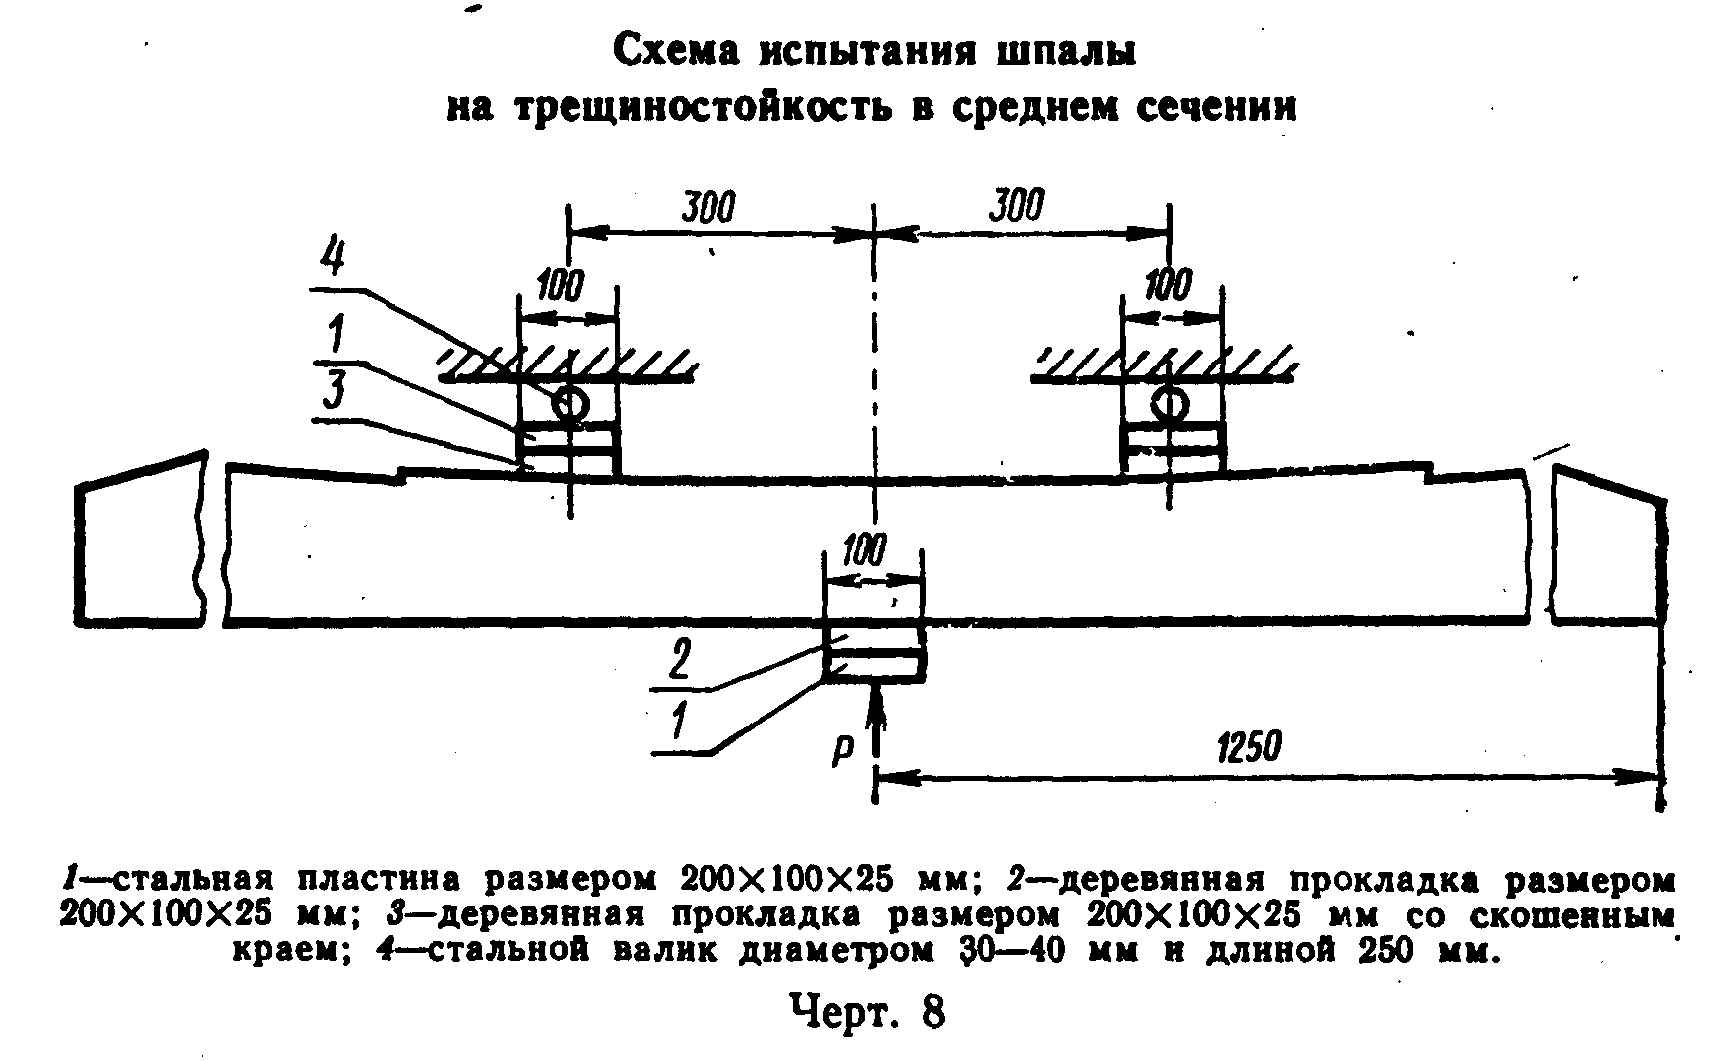 Схема испытания шпалы
на трещиностойкость в среднем сечении
300 300
4
100 100
1
3
100
2
1
P
1250
1—стальная пластина размером 200×100×25 мм; 2—деревянная прокладка размером
200×100×25 мм; 3—деревянная прокладка размером 200×100×25 мм со скошенным
краем; 4—стальной валик диаметром 30—40 мм и длиной 250 мм.
Черт. 8